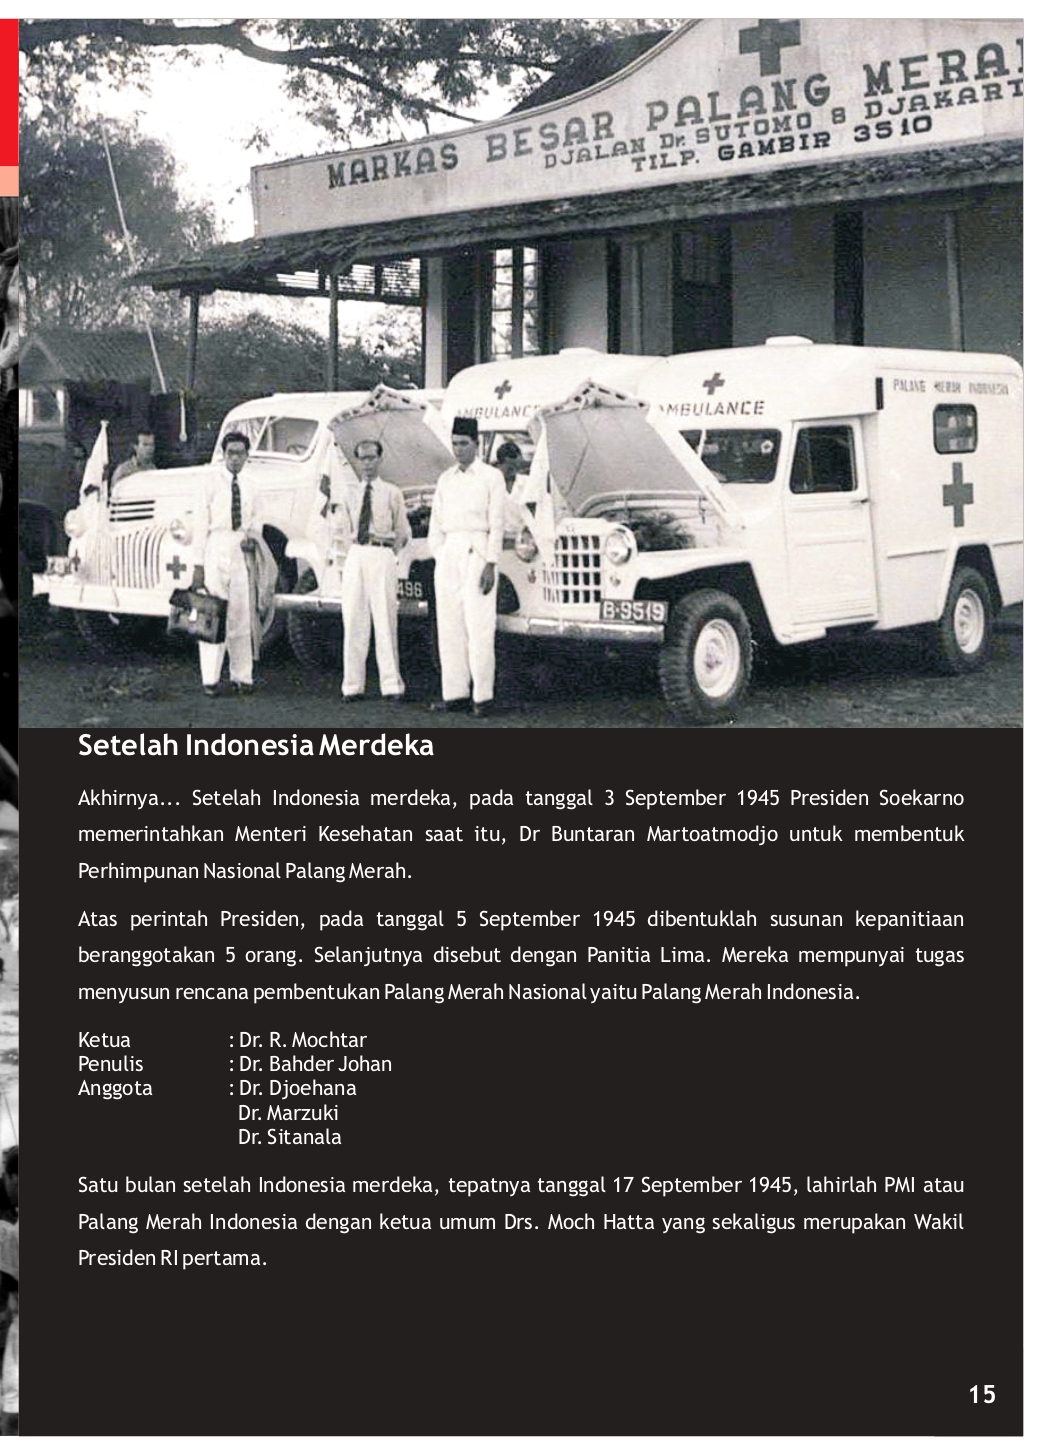 MARKAS BESAR PALANG MERA
DJALAN Dr. SUTOMO 8 DJAKART
TILP. GAMBIR 3510
AMBULANCE
AMBULANCE
PALANG MERAH INDONESIA
496
B-9519
Setelah Indonesia Merdeka
Akhirnya... Setelah Indonesia merdeka, pada tanggal 3 September 1945 Presiden Soekarno
memerintahkan Menteri Kesehatan saat itu, Dr Buntaran Martoatmodjo untuk membentuk
Perhimpunan Nasional Palang Merah.
Atas perintah Presiden, pada tanggal 5 September 1945 dibentuklah susunan kepanitiaan
beranggotakan 5 orang. Selanjutnya disebut dengan Panitia Lima. Mereka mempunyai tugas
menyusun rencana pembentukan Palang Merah Nasional yaitu Palang Merah Indonesia.
Ketua : Dr. R. Mochtar
Penulis : Dr. Bahder Johan
Anggota : Dr. Djoehana
Dr. Marzuki
Dr. Sitanala
Satu bulan setelah Indonesia merdeka, tepatnya tanggal 17 September 1945, lahirlah PMI atau
Palang Merah Indonesia dengan ketua umum Drs. Moch Hatta yang sekaligus merupakan Wakil
Presiden RI pertama.
15